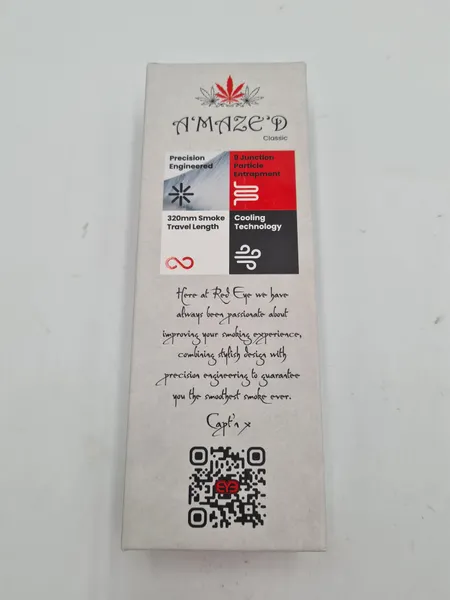 A'MAZE'D
Classic
Precision
Engineered
9 Junction
Particle
Entrapment
320mm Smoke
Travel Length
Cooling
Technology
Here at Red Eye we have
always been passionate about
improving your smoking experience,
combining stylish design with
precision engineering to guarantee
you the smoothest smoke ever.
Capt'n x
EYE